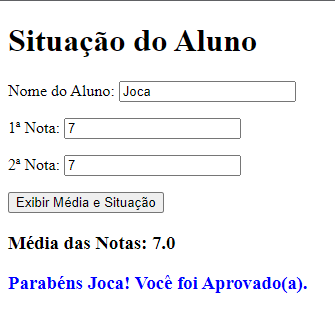 Situação do Aluno
Nome do Aluno: Joca
1ª Nota: 7
2ª Nota: 7
Exibir Média e Situação
Média das Notas: 7.0
Parabéns Joca! Você foi Aprovado(a).